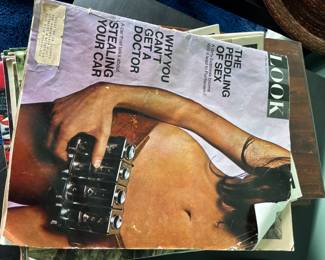 LOOK
THE
PEDDLING
OF SEX
WHY YOU
CAN'T
GET A
DOCTOR
STEALING
YOUR CAR